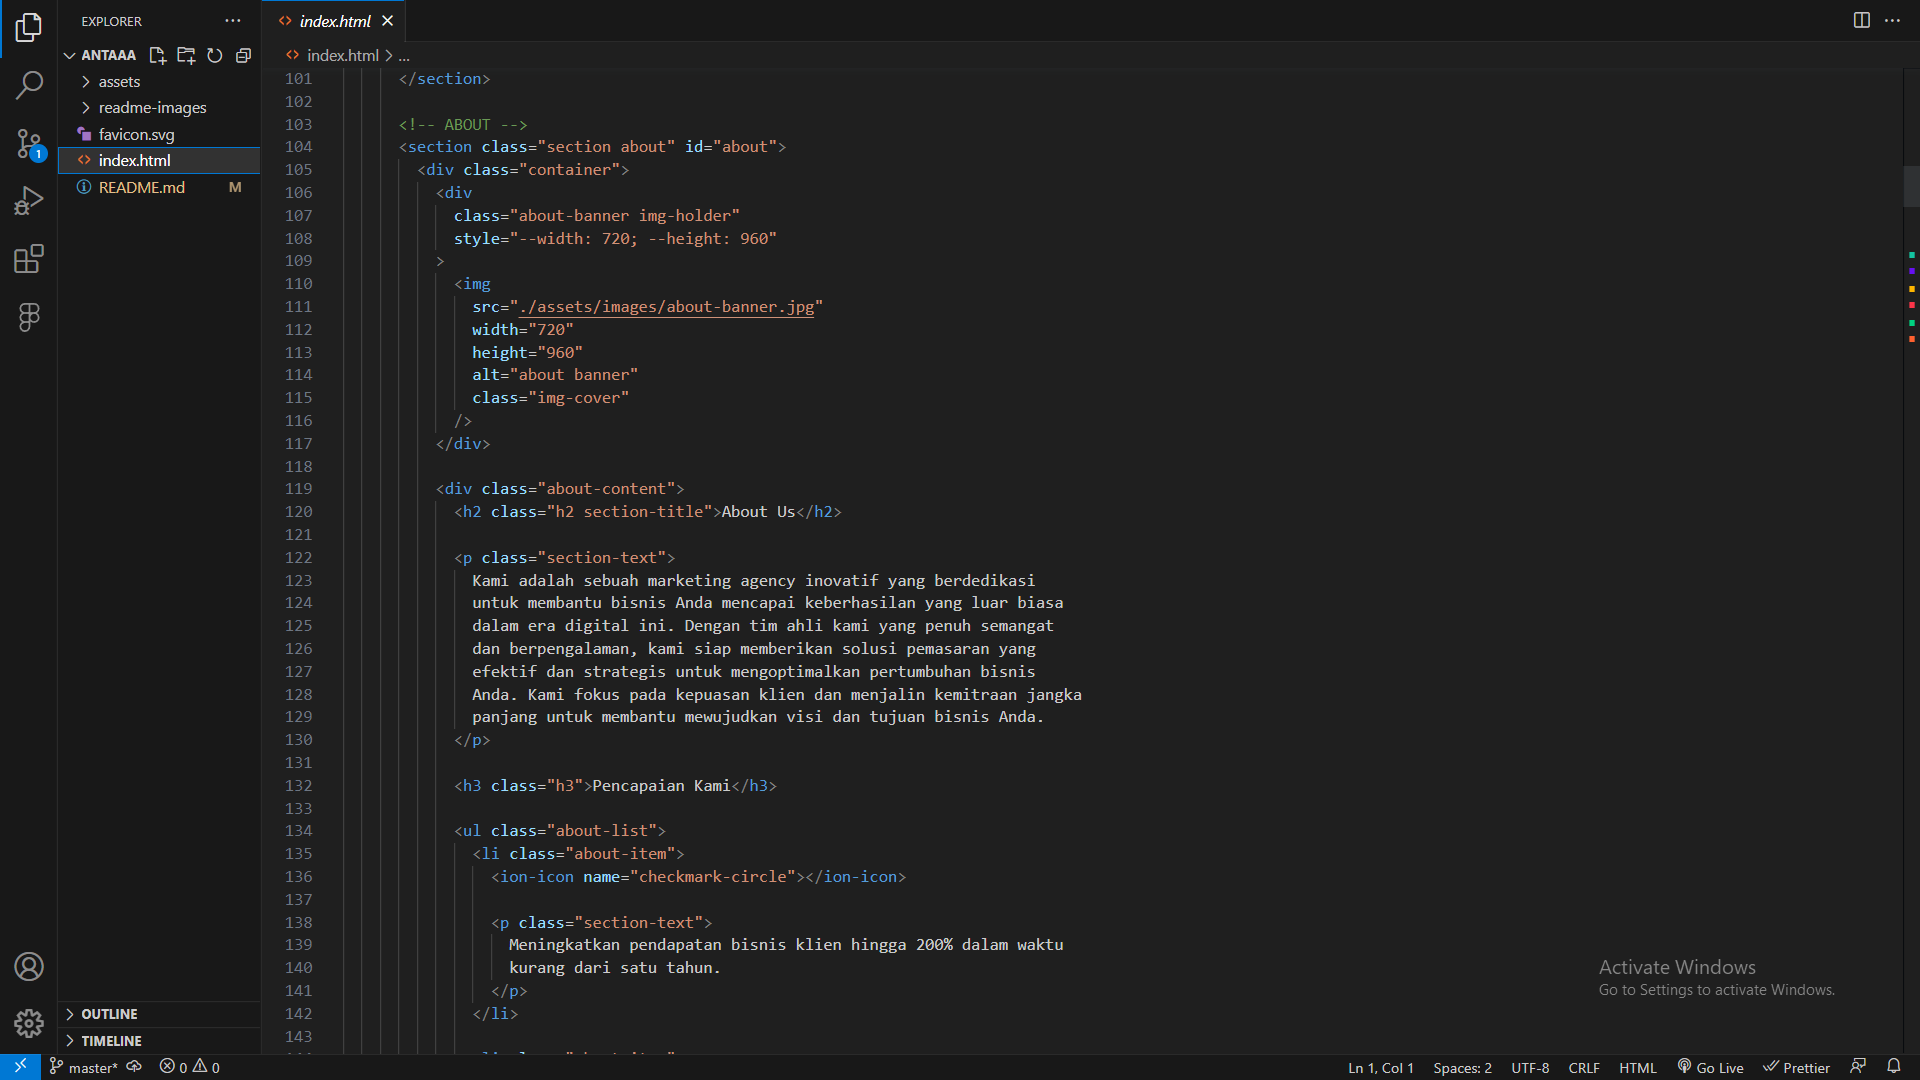 EXPLORER
index.html
ANTAAA
assets
readme-images
favicon.svg
index.html
README.md M
1
index.html > ...
101 </section>
102
103 <!-- ABOUT -->
104 <section class="section about" id="about">
105 <div class="container">
106 <div
107 class="about-banner img-holder"
108 style="--width: 720; --height: 960"
109 >
110 <img
111 src="./assets/images/about-banner.jpg"
112 width="720"
113 height="960"
114 alt="about banner"
115 class="img-cover"
116 />
117 </div>
118
119 <div class="about-content">
120 <h2 class="h2 section-title">About Us</h2>
121
122 <p class="section-text">
123 Kami adalah sebuah marketing agency inovatif yang berdedikasi
124 untuk membantu bisnis Anda mencapai keberhasilan yang luar biasa
125 dalam era digital ini. Dengan tim ahli kami yang penuh semangat
126 dan berpengalaman, kami siap memberikan solusi pemasaran yang
127 efektif dan strategis untuk mengoptimalkan pertumbuhan bisnis
128 Anda. Kami fokus pada kepuasan klien dan menjalin kemitraan jangka
129 panjang untuk membantu mewujudkan visi dan tujuan bisnis Anda.
130 </p>
131
132 <h3 class="h3">Pencapaian Kami</h3>
133
134 <ul class="about-list">
135 <li class="about-item">
136 <ion-icon name="checkmark-circle"></ion-icon>
137
138 <p class="section-text">
139 Meningkatkan pendapatan bisnis klien hingga 200% dalam waktu
140 kurang dari satu tahun.
141 </p>
142 </li>
143
Activate Windows
Go to Settings to activate Windows.
OUTLINE
TIMELINE
master* 0 0
Ln 1, Col 1 Spaces: 2 UTF-8 CRLF HTML Go Live Prettier